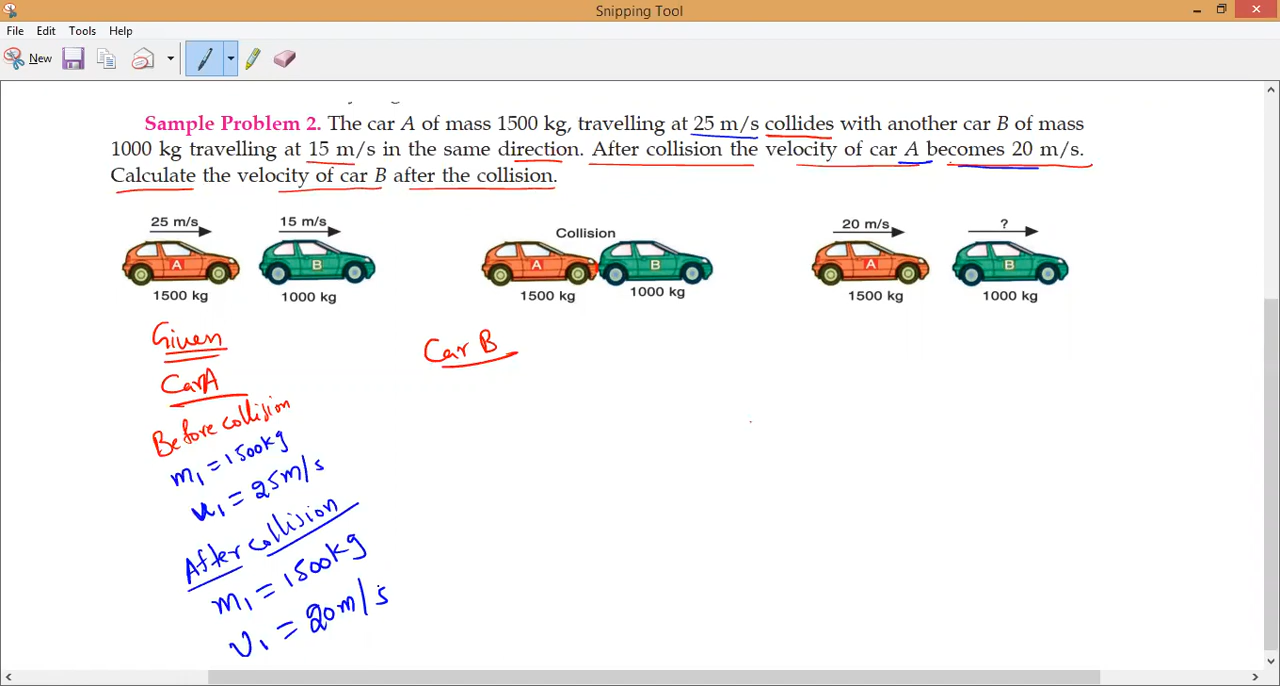 Snipping Tool
File Edit Tools Help
New
Sample Problem 2. The car A of mass 1500 kg, travelling at 25 m/s collides with another car B of mass
1000 kg travelling at 15 m/s in the same direction. After collision the velocity of car A becomes 20 m/s.
Calculate the velocity of car B after the collision.
25 m/s 15 m/s Collision 20 m/s ?
A B A B A B
1500 kg 1000 kg 1500 kg 1000 kg 1500 kg 1000 kg
Given
Car A
Before collision
m₁ = 1500kg
u₁ = 25m/s
After collision
m₁ = 1500kg
v₁ = 20m/s
Car B